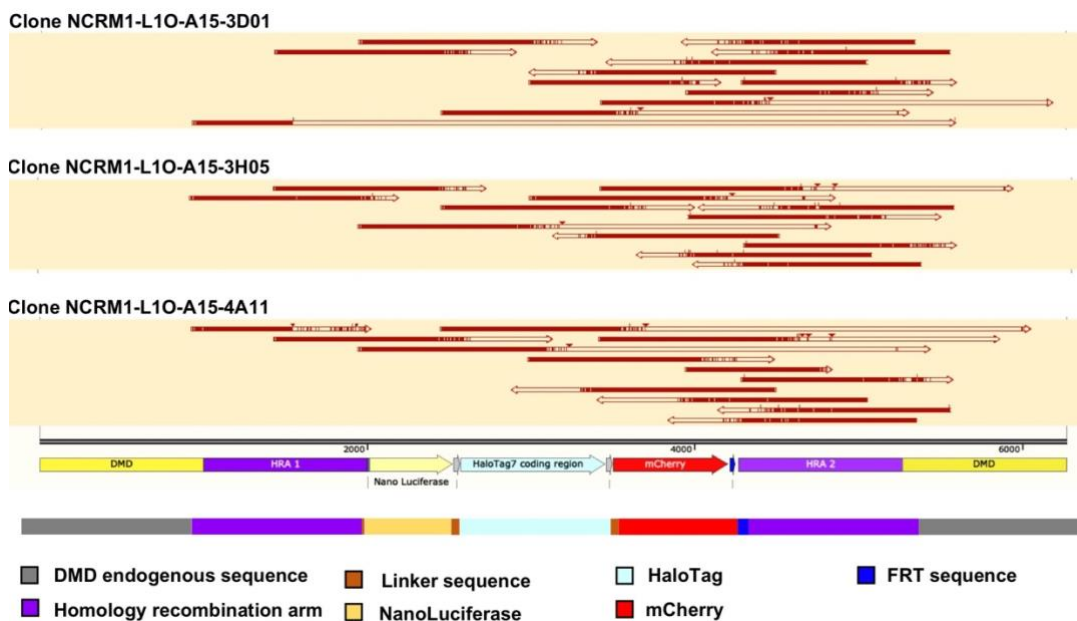 Clone NCRM1-L1O-A15-3D01
Clone NCRM1-L1O-A15-3H05
Clone NCRM1-L1O-A15-4A11
2000 4000 6000
DMD HRA 1 HaloTag7 coding region mCherry HRA 2 DMD
Nano Luciferase
DMD endogenous sequence Linker sequence HaloTag FRT sequence
Homology recombination arm NanoLuciferase mCherry